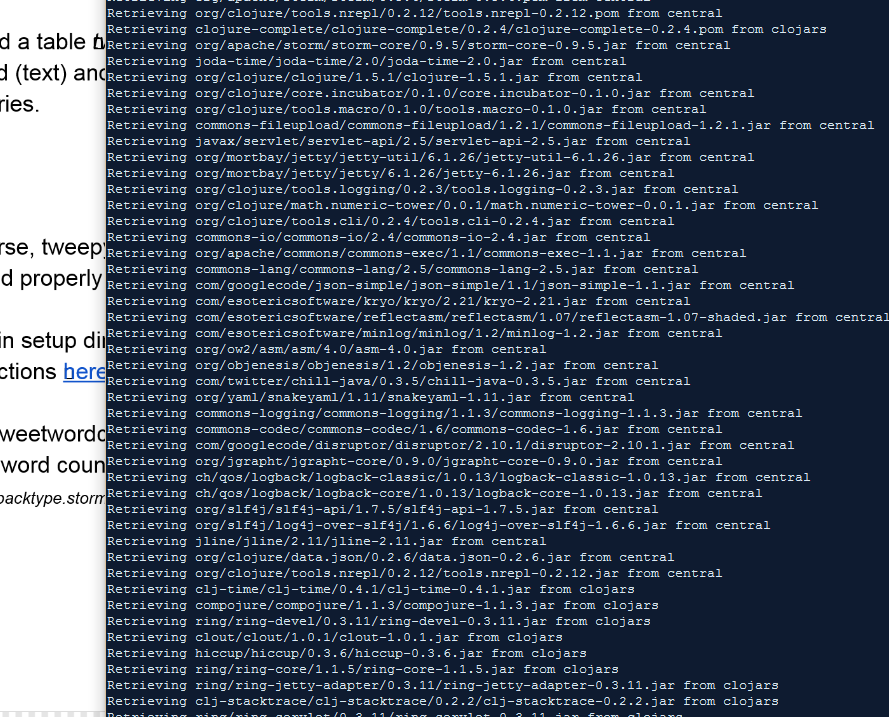 d a table
d (text) and
ries.
rse, tweepy
d properly
in setup
ctions here
word coun
backtype.storm
Retrieving org/clojure/tools.nrepl/0.2.12/tools.nrepl-0.2.12.pom from central
Retrieving clojure-complete/clojure-complete/0.2.4/clojure-complete-0.2.4.pom from clojars
Retrieving org/apache/storm/storm-core/0.9.5/storm-core-0.9.5.jar from central
Retrieving joda-time/joda-time/2.0/joda-time-2.0.jar from central
Retrieving org/clojure/clojure/1.5.1/clojure-1.5.1.jar from central
Retrieving org/clojure/core.incubator/0.1.0/core.incubator-0.1.0.jar from central
Retrieving org/clojure/tools.macro/0.1.0/tools.macro-0.1.0.jar from central
Retrieving commons-fileupload/commons-fileupload/1.2.1/commons-fileupload-1.2.1.jar from central
Retrieving javax/servlet/servlet-api/2.5/servlet-api-2.5.jar from central
Retrieving org/mortbay/jetty/jetty-util/6.1.26/jetty-util-6.1.26.jar from central
Retrieving org/mortbay/jetty/jetty/6.1.26/jetty-6.1.26.jar from central
Retrieving org/clojure/tools.logging/0.2.3/tools.logging-0.2.3.jar from central
Retrieving org/clojure/math.numeric-tower/0.0.1/math.numeric-tower-0.0.1.jar from central
Retrieving org/clojure/tools.cli/0.2.4/tools.cli-0.2.4.jar from central
Retrieving commons-io/commons-io/2.4/commons-io-2.4.jar from central
Retrieving org/apache/commons/commons-exec/1.1/commons-exec-1.1.jar from central
Retrieving commons-lang/commons-lang/2.5/commons-lang-2.5.jar from central
Retrieving com/googlecode/json-simple/json-simple/1.1/json-simple-1.1.jar from central
Retrieving com/esotericsoftware/kryo/kryo/2.21/kryo-2.21.jar from central
Retrieving com/esotericsoftware/reflectasm/reflectasm/1.07/reflectasm-1.07-shaded.jar from central
Retrieving com/esotericsoftware/minlog/minlog/1.2/minlog-1.2.jar from central
Retrieving org/ow2/asm/asm/4.0/asm-4.0.jar from central
Retrieving org/objenesis/objenesis/1.2/objenesis-1.2.jar from central
Retrieving com/twitter/chill-java/0.3.5/chill-java-0.3.5.jar from central
Retrieving org/yaml/snakeyaml/1.11/snakeyaml-1.11.jar from central
Retrieving commons-logging/commons-logging/1.1.3/commons-logging-1.1.3.jar from central
Retrieving commons-codec/commons-codec/1.6/commons-codec-1.6.jar from central
Retrieving com/googlecode/disruptor/disruptor/2.10.1/disruptor-2.10.1.jar from central
Retrieving org/jgrapht/jgrapht-core/0.9.0/jgrapht-core-0.9.0.jar from central
Retrieving ch/qos/logback/logback-classic/1.0.13/logback-classic-1.0.13.jar from central
Retrieving ch/qos/logback/logback-core/1.0.13/logback-core-1.0.13.jar from central
Retrieving org/slf4j/slf4j-api/1.7.5/slf4j-api-1.7.5.jar from central
Retrieving org/slf4j/log4j-over-slf4j/1.6.6/log4j-over-slf4j-1.6.6.jar from central
Retrieving jline/jline/2.11/jline-2.11.jar from central
Retrieving org/clojure/data.json/0.2.6/data.json-0.2.6.jar from central
Retrieving org/clojure/tools.nrepl/0.2.12/tools.nrepl-0.2.12.jar from central
Retrieving clj-time/clj-time/0.4.1/clj-time-0.4.1.jar from clojars
Retrieving compojure/compojure/1.1.3/compojure-1.1.3.jar from clojars
Retrieving ring/ring-devel/0.3.11/ring-devel-0.3.11.jar from clojars
Retrieving clout/clout/1.0.1/clout-1.0.1.jar from clojars
Retrieving hiccup/hiccup/0.3.6/hiccup-0.3.6.jar from clojars
Retrieving ring/ring-core/1.1.5/ring-core-1.1.5.jar from clojars
Retrieving ring/ring-jetty-adapter/0.3.11/ring-jetty-adapter-0.3.11.jar from clojars
Retrieving clj-stacktrace/clj-stacktrace/0.2.2/clj-stacktrace-0.2.2.jar from clojars